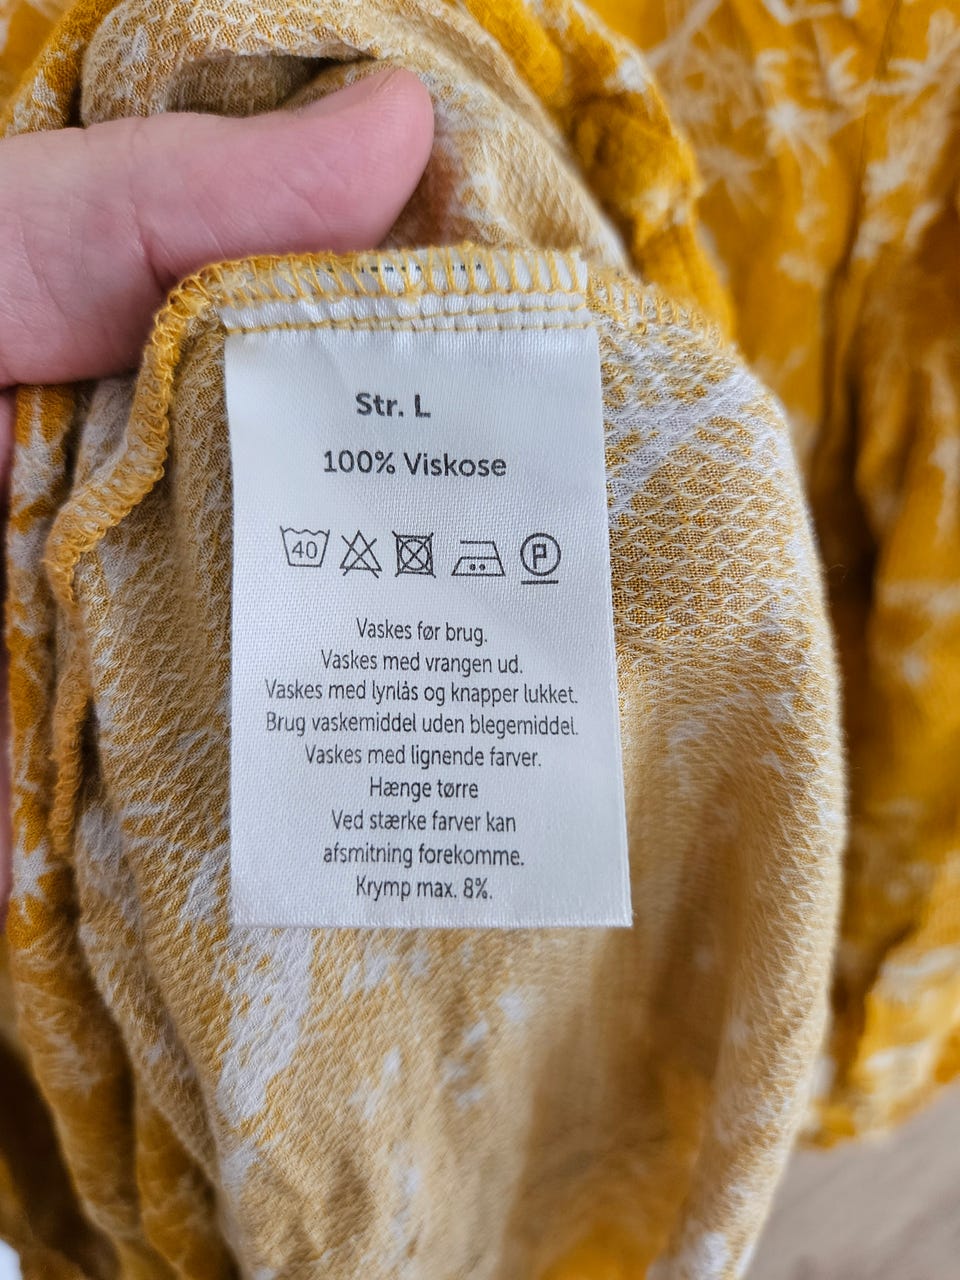 Str. L
100% Viskose
40 P
Vaskes før brug.
Vaskes med vrangen ud.
Vaskes med lynlås og knapper lukket.
Brug vaskemiddel uden blegemiddel.
Vaskes med lignende farver.
Hænge tørre
Ved stærke farver kan
afsmitning forekomme.
Krymp max. 8%.